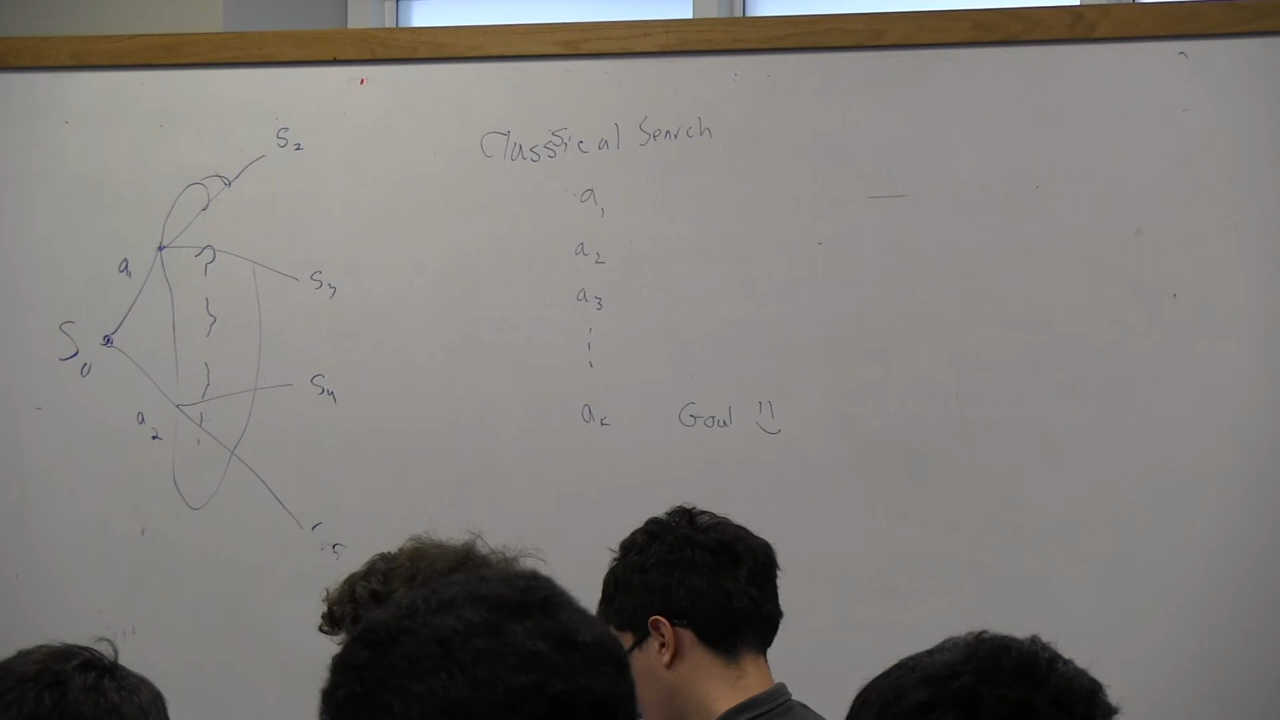 S₂
a₁
S₃
S₀
S₄
a₂
Classical Search
a₁
a₂
a₃
aₖ Goal